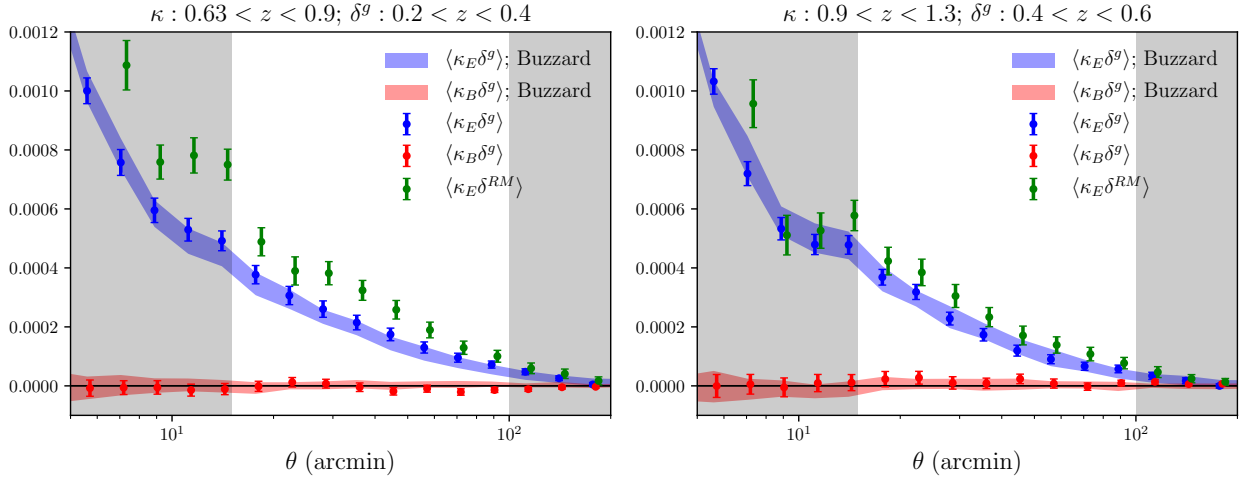 κ : 0.63 < z < 0.9; δ^g : 0.2 < z < 0.4
0.0012
0.0010
0.0008
0.0006
0.0004
0.0002
0.0000
⟨κ_E δ^g⟩; Buzzard
⟨κ_B δ^g⟩; Buzzard
⟨κ_E δ^g⟩
⟨κ_B δ^g⟩
⟨κ_E δ^{RM}⟩
10^1
10^2
θ (arcmin)
κ : 0.9 < z < 1.3; δ^g : 0.4 < z < 0.6
0.0012
0.0010
0.0008
0.0006
0.0004
0.0002
0.0000
⟨κ_E δ^g⟩; Buzzard
⟨κ_B δ^g⟩; Buzzard
⟨κ_E δ^g⟩
⟨κ_B δ^g⟩
⟨κ_E δ^{RM}⟩
10^1
10^2
θ (arcmin)